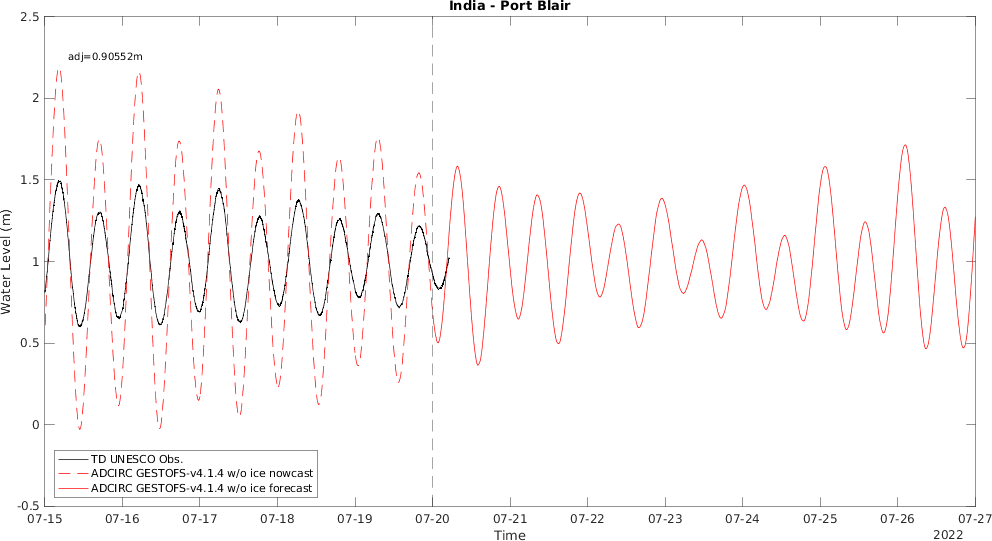 India - Port Blair
adj=0.90552m
Water Level (m)
2.5
2
1.5
1
0.5
0
-0.5
TD UNESCO Obs.
ADCIRC GESTOFS-v4.1.4 w/o ice nowcast
ADCIRC GESTOFS-v4.1.4 w/o ice forecast
07-15 07-16 07-17 07-18 07-19 07-20 07-21 07-22 07-23 07-24 07-25 07-26 07-27
Time
2022